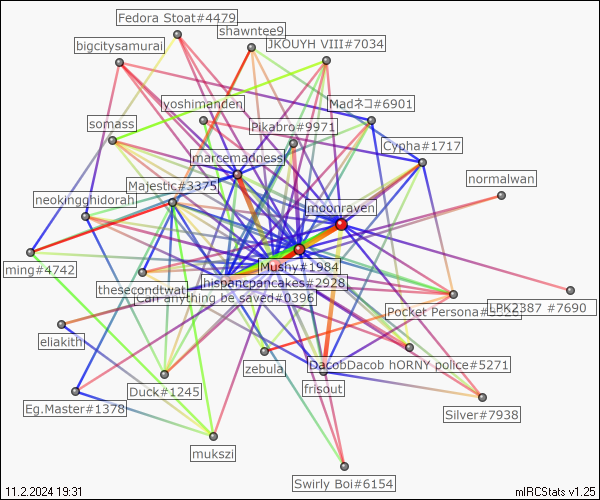 Fedora Stoat#4479
shawntee9
bigcitysamurai
JKOUYH VIII#7034
yoshimanden
Madネコ#6901
somass
Pikabro#9971
Cypha#1717
marcemadness
normalwan
Majestic#3375
neokingghidorah
moonraven
Mushy#1984
ming#4742
hispancpancakes#2928
thesecondtwat
Can anything be saved#0396
Pocket Persona#
LPK2387 #7690
eliakith
DacobDacob hORNY police#5271
zebula
Duck#1245
frisout
Eg.Master#1378
Silver#7938
mukszi
Swirly Boi#6154
11.2.2024 19:31
mIRCStats v1.25